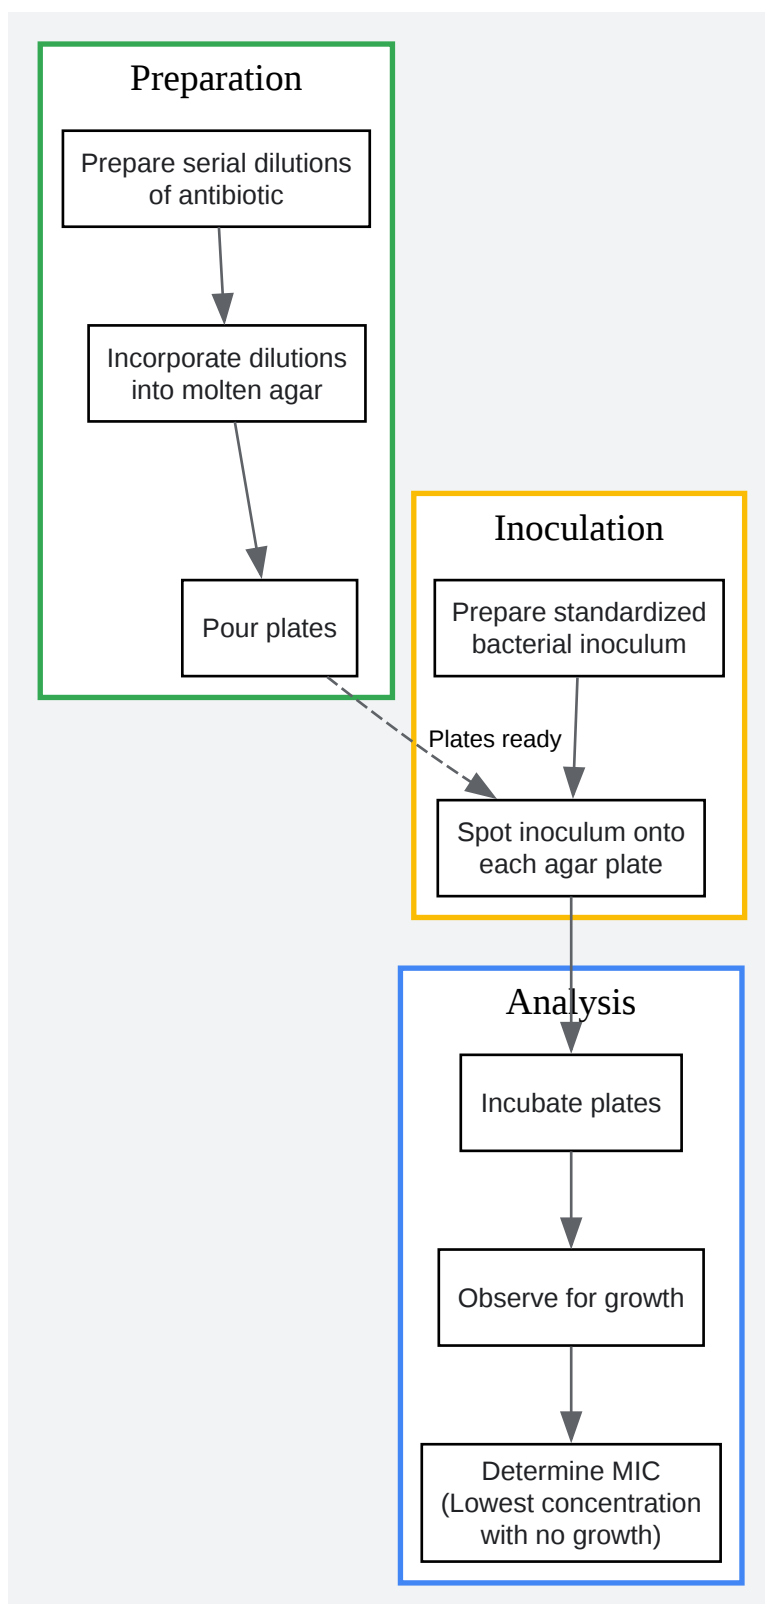 Preparation
Prepare serial dilutions
of antibiotic
Incorporate dilutions
into molten agar
Pour plates
Inoculation
Prepare standardized
bacterial inoculum
Plates ready
Spot inoculum onto
each agar plate
Analysis
Incubate plates
Observe for growth
Determine MIC
(Lowest concentration
with no growth)